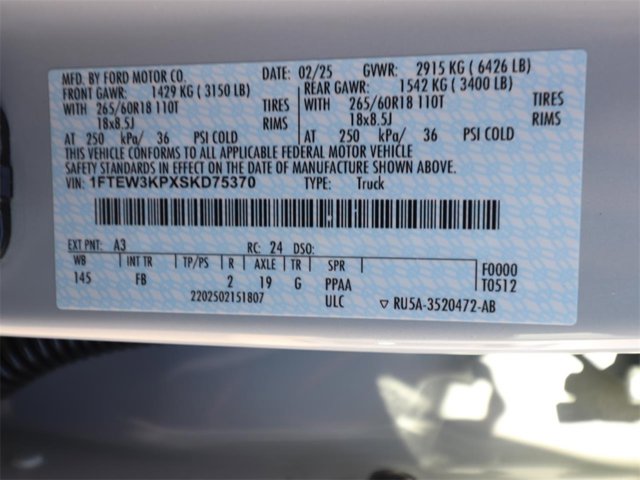 MFD. BY FORD MOTOR CO. DATE: 02/25 GVWR: 2915 KG ( 6426 LB)
FRONT GAWR: 1429 KG ( 3150 LB) REAR GAWR: 1542 KG ( 3400 LB)
WITH 265/60R18 110T TIRES WITH 265/60R18 110T TIRES
18x8.5J RIMS 18x8.5J RIMS
AT 250 kPa/ 36 PSI COLD AT 250 kPa/ 36 PSI COLD
THIS VEHICLE CONFORMS TO ALL APPLICABLE FEDERAL MOTOR VEHICLE
SAFETY STANDARDS IN EFFECT ON THE DATE OF MANUFACTURE SHOWN ABOVE.
VIN: 1FTEW3KPXSKD75370 TYPE: Truck
EXT PNT: A3 RC: 24 DSO:
WB INT TR TP/PS R AXLE TR SPR F0000
145 FB 2 19 G PPAA T0512
2202502151807 ULC RU5A-3520472-AB